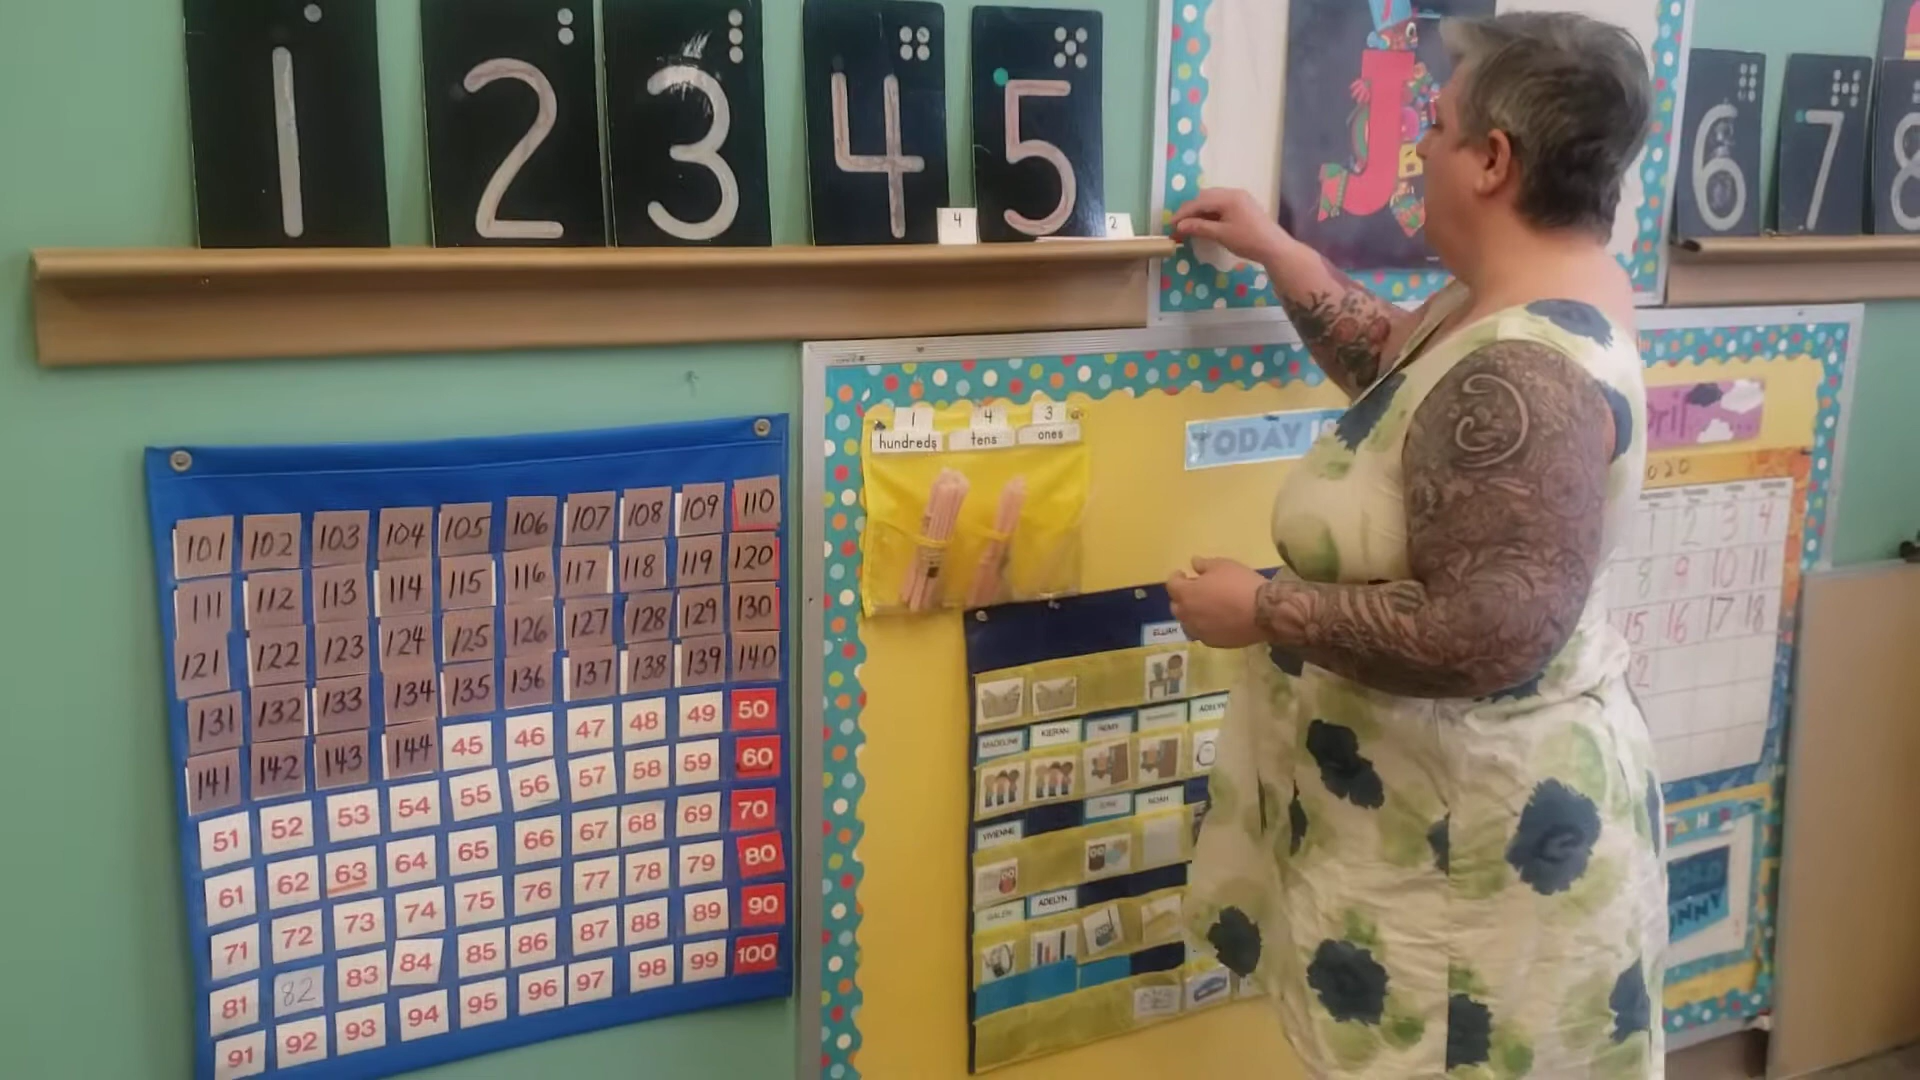 1 2 3 4 5
6 7 8
4 2
J
1 4 3
hundreds tens ones
TODAY
2020
1 2 3 4
8 9 10 11
15 16 17 18
101 102 103 104 105 106 107 108 109 110
111 112 113 114 115 116 117 118 119 120
121 122 123 124 125 126 127 128 129 130
131 132 133 134 135 136 137 138 139 140
141 142 143 144 45 46 47 48 49 50
51 52 53 54 55 56 57 58 59 60
61 62 63 64 65 66 67 68 69 70
71 72 73 74 75 76 77 78 79 80
81 82 83 84 85 86 87 88 89 90
91 92 93 94 95 96 97 98 99 100
ELIJAH
MADELINE KIERAN REMY ADELYN
VIVIENNE NOAH
GALEN ADELYN